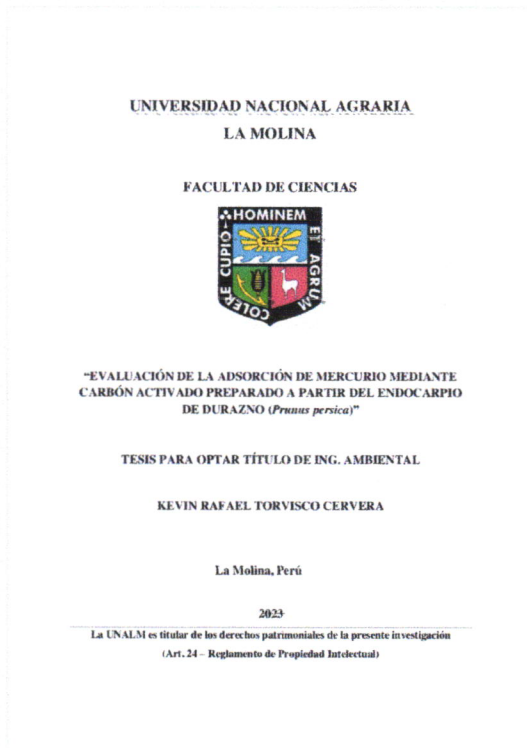 UNIVERSIDAD NACIONAL AGRARIA
LA MOLINA
FACULTAD DE CIENCIAS
HOMINEM
ET AGRUM
COLERE CUPIO
“EVALUACIÓN DE LA ADSORCIÓN DE MERCURIO MEDIANTE
CARBÓN ACTIVADO PREPARADO A PARTIR DEL ENDOCARPIO
DE DURAZNO (Prunus persica)”
TESIS PARA OPTAR TÍTULO DE ING. AMBIENTAL
KEVIN RAFAEL TORVISCO CERVERA
La Molina, Perú
2023
La UNALM es titular de los derechos patrimoniales de la presente investigación
(Art. 24 – Reglamento de Propiedad Intelectual)